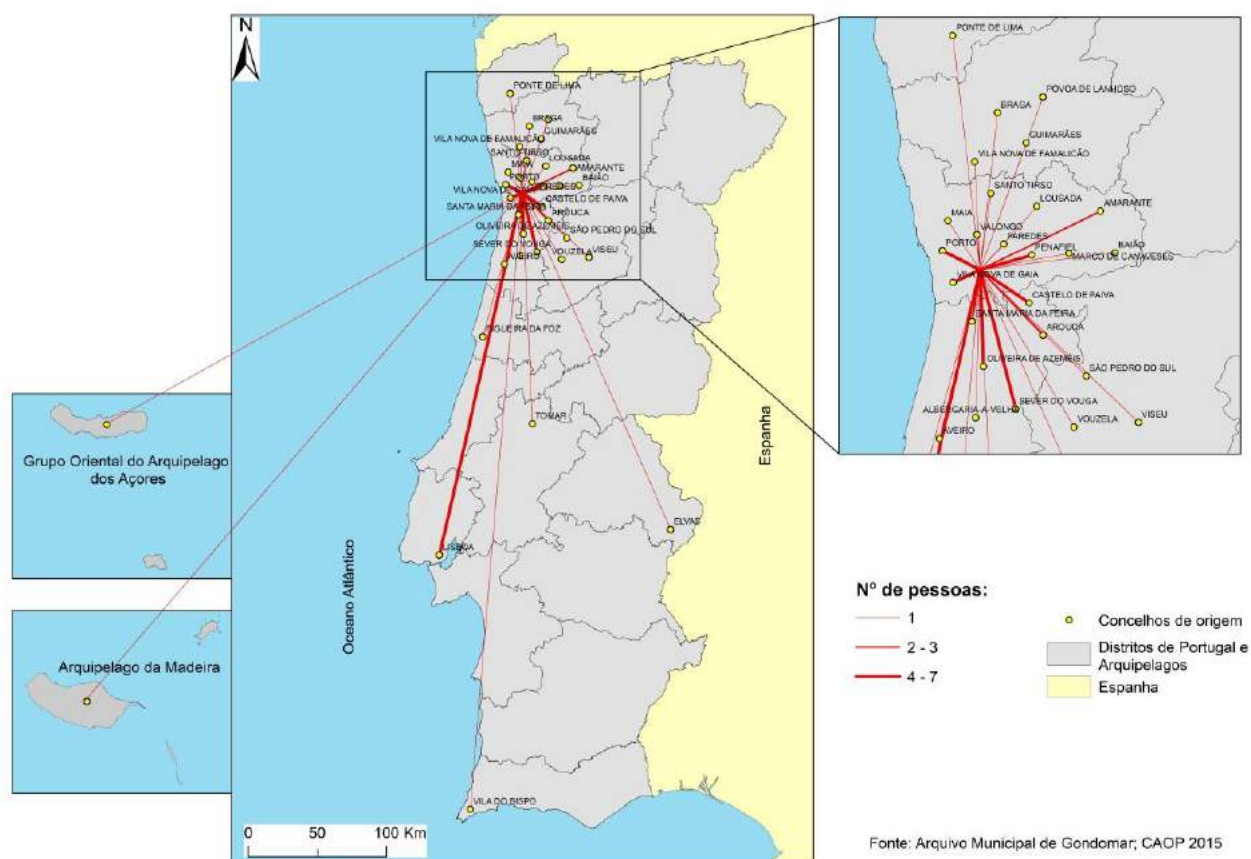 N
PONTE DE LIMA
BRAGA
GUIMARÃES
VILA NOVA DE FAMALICÃO
SANTO TIRSO
LOUSADA
MAIA
AMARANTE
PORTO
BAIÃO
VILA NOVA DE
CASTELO DE PAIVA
SANTA MARIA DA FEIRA
AROUCA
OLIVEIRA DE AZEMEIS
SÃO PEDRO DO SUL
SEVER DO VOUGA
VOUZELA
VISEU
AVEIRO
FIGUEIRA DA FOZ
TOMAR
ELVAS
LISBOA
VILA DO BISPO
Espanha
Oceano Atlântico
0 50 100 Km
Grupo Oriental do Arquipelago
dos Açores
Arquipelago da Madeira
PONTE DE LIMA
POVOA DE LANHOSO
BRAGA
GUIMARÃES
VILA NOVA DE FAMALICÃO
SANTO TIRSO
LOUSADA
AMARANTE
MAIA
VALONGO
PAREDES
PORTO
PENAFIEL
BAIÃO
MARCO DE CANAVESES
VILA NOVA DE GAIA
CASTELO DE PAIVA
SANTA MARIA DA FEIRA
AROUCA
OLIVEIRA DE AZEMEIS
SÃO PEDRO DO SUL
SEVER DO VOUGA
ALBERGARIA-A-VELHA
VISEU
VOUZELA
AVEIRO
Nº de pessoas:
1
2 - 3
4 - 7
Concelhos de origem
Distritos de Portugal e
Arquipelagos
Espanha
Fonte: Arquivo Municipal de Gondomar; CAOP 2015